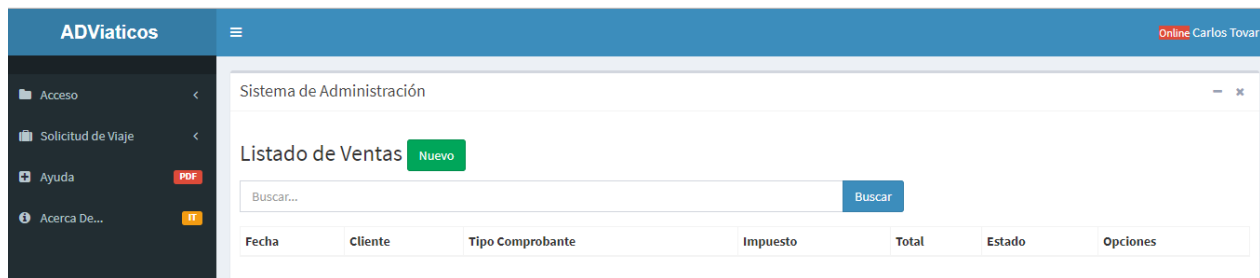 ADViaticos
Online Carlos Tovar
Acceso
Solicitud de Viaje
Ayuda PDF
Acerca De... IT
Sistema de Administración
Listado de Ventas Nuevo
Buscar... Buscar
Fecha Cliente Tipo Comprobante Impuesto Total Estado Opciones